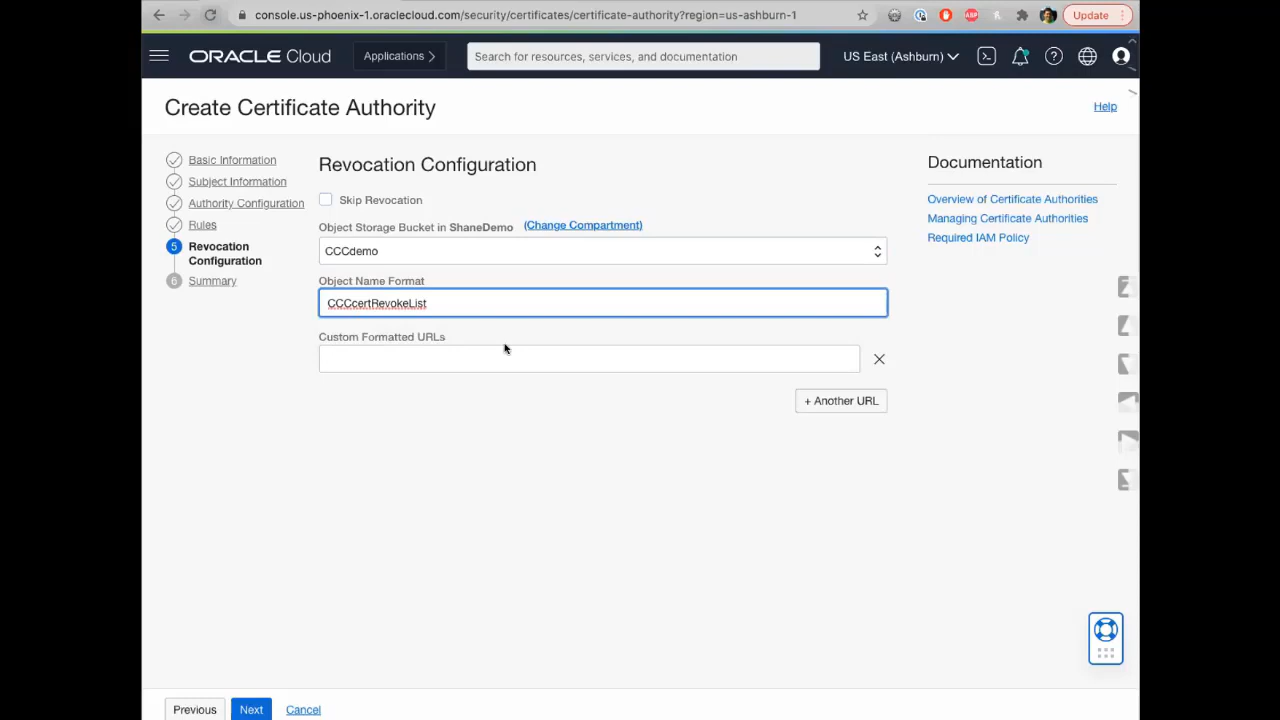 console.us-phoenix-1.oraclecloud.com/security/certificates/certificate-authority?region=us-ashburn-1
ABP
Update
ORACLE Cloud
Applications
Search for resources, services, and documentation
US East (Ashburn)
Create Certificate Authority
Help
Basic Information
Subject Information
Authority Configuration
Rules
5
Revocation
Configuration
6
Summary
Revocation Configuration
Skip Revocation
Object Storage Bucket in ShaneDemo (Change Compartment)
CCCdemo
Object Name Format
CCCcertRevokeList
Custom Formatted URLs
+ Another URL
Documentation
Overview of Certificate Authorities
Managing Certificate Authorities
Required IAM Policy
Previous
Next
Cancel